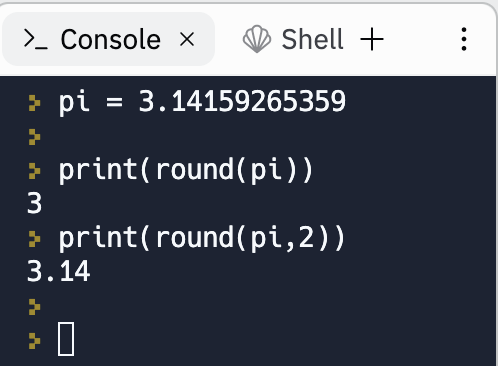 >_ Console ×  Shell +
pi = 3.14159265359
print(round(pi))
3
print(round(pi,2))
3.14